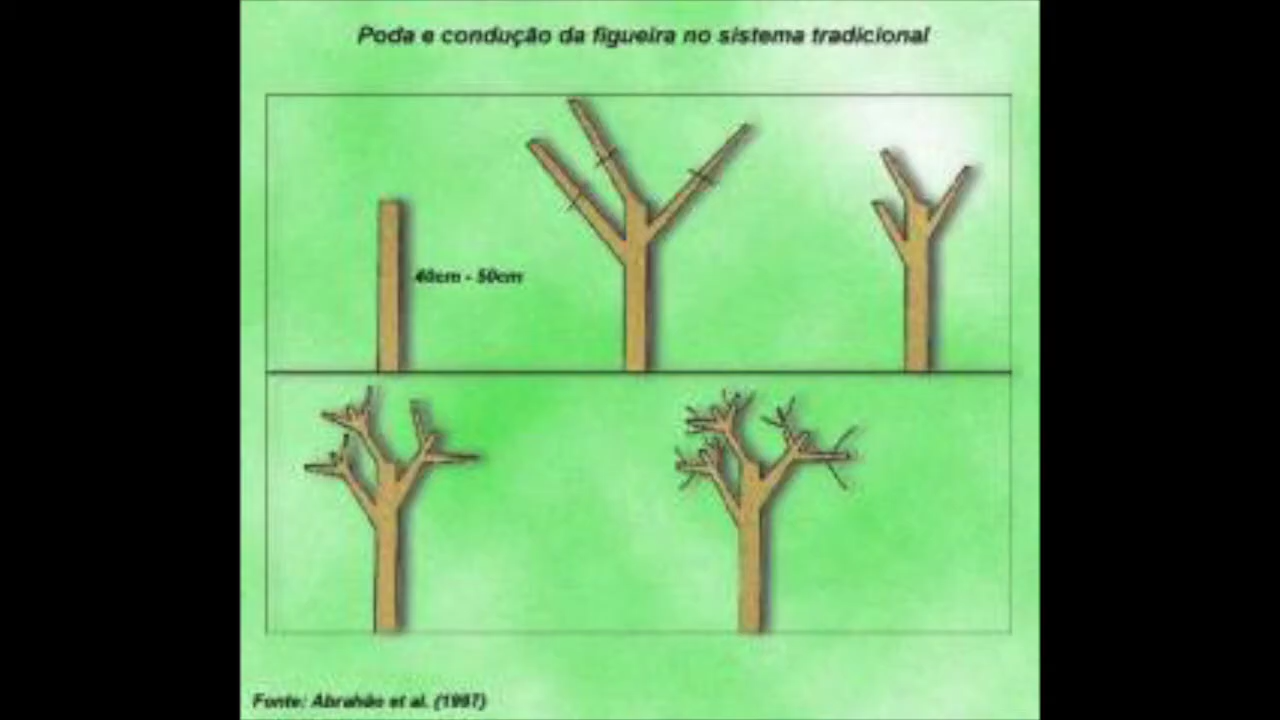 Poda e condução da figueira no sistema tradicional
40cm - 50cm
Fonte: Abrahão et al. (1997)